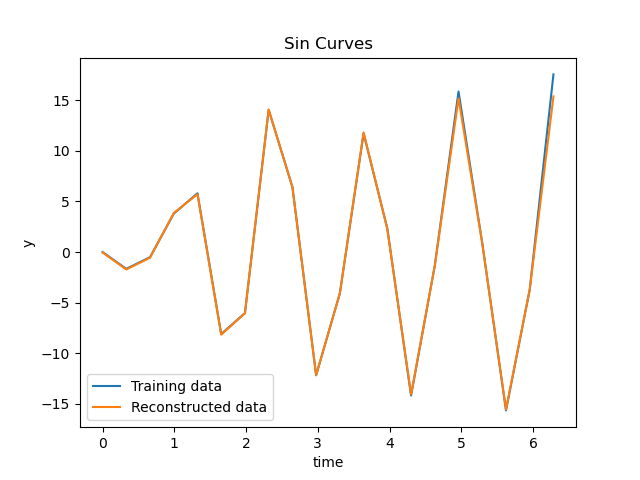 Sin Curves
y
15
10
5
0
−5
−10
−15
Training data
Reconstructed data
0 1 2 3 4 5 6
time